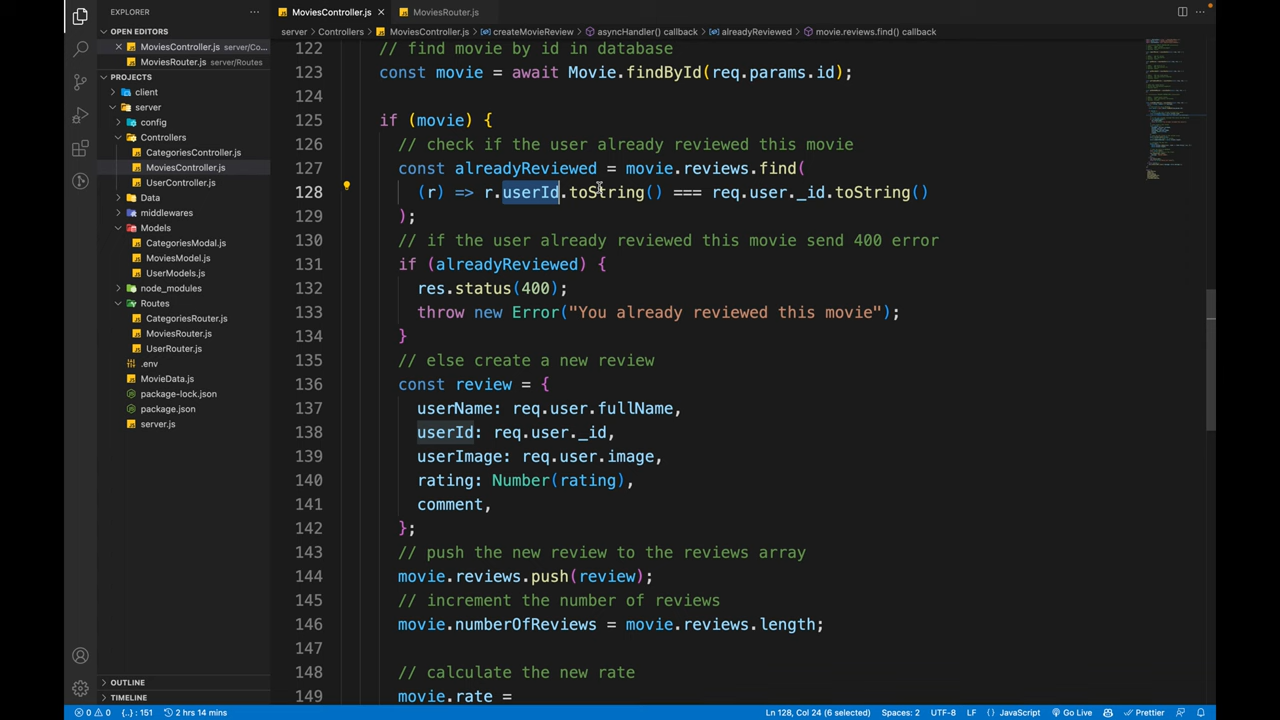 EXPLORER
MoviesController.js
MoviesRouter.js
server > Controllers > MoviesController.js > createMovieReview > asyncHandler() callback > alreadyReviewed > movie.reviews.find() callback
OPEN EDITORS
MoviesController.js server/Co...
MoviesRouter.js server/Routes
PROJECTS
client
server
config
Controllers
CategoriesController.js
MoviesController.js
UserController.js
Data
middlewares
Models
CategoriesModal.js
MoviesModel.js
UserModels.js
node_modules
Routes
CategoriesRouter.js
MoviesRouter.js
UserRouter.js
.env
MovieData.js
package-lock.json
package.json
server.js
OUTLINE
TIMELINE
122 // find movie by id in database
123 const movie = await Movie.findById(req.params.id);
124
125 if (movie) {
126 // check if the user already reviewed this movie
127 const alreadyReviewed = movie.reviews.find(
128 (r) => r.userId.toString() === req.user._id.toString()
129 );
130 // if the user already reviewed this movie send 400 error
131 if (alreadyReviewed) {
132 res.status(400);
133 throw new Error("You already reviewed this movie");
134 }
135 // else create a new review
136 const review = {
137 userName: req.user.fullName,
138 userId: req.user._id,
139 userImage: req.user.image,
140 rating: Number(rating),
141 comment,
142 };
143 // push the new review to the reviews array
144 movie.reviews.push(review);
145 // increment the number of reviews
146 movie.numberOfReviews = movie.reviews.length;
147
148 // calculate the new rate
149 movie.rate =
0 0 {..} : 151 2 hrs 14 mins Ln 128, Col 24 (6 selected) Spaces: 2 UTF-8 LF {} JavaScript Go Live Prettier